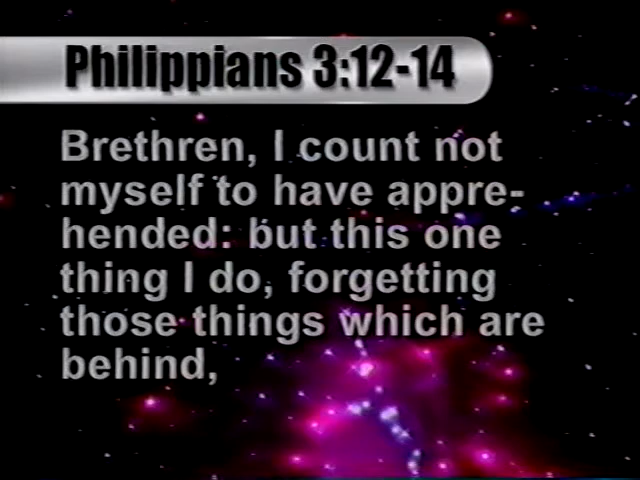 Philippians 3:12-14
Brethren, I count not
myself to have appre-
hended: but this one
thing I do, forgetting
those things which are
behind,